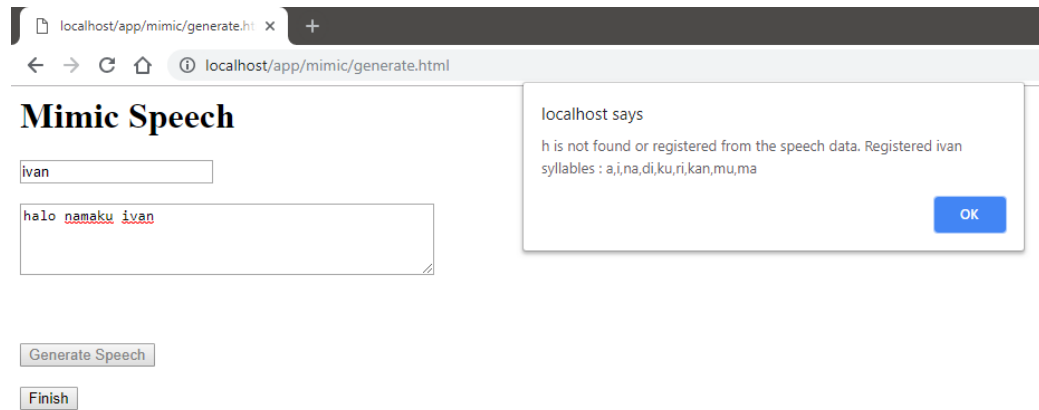 localhost/app/mimic/generate.ht
localhost/app/mimic/generate.html
Mimic Speech
ivan
halo namaku ivan
Generate Speech
Finish
localhost says
h is not found or registered from the speech data. Registered ivan
syllables : a,i,na,di,ku,ri,kan,mu,ma
OK